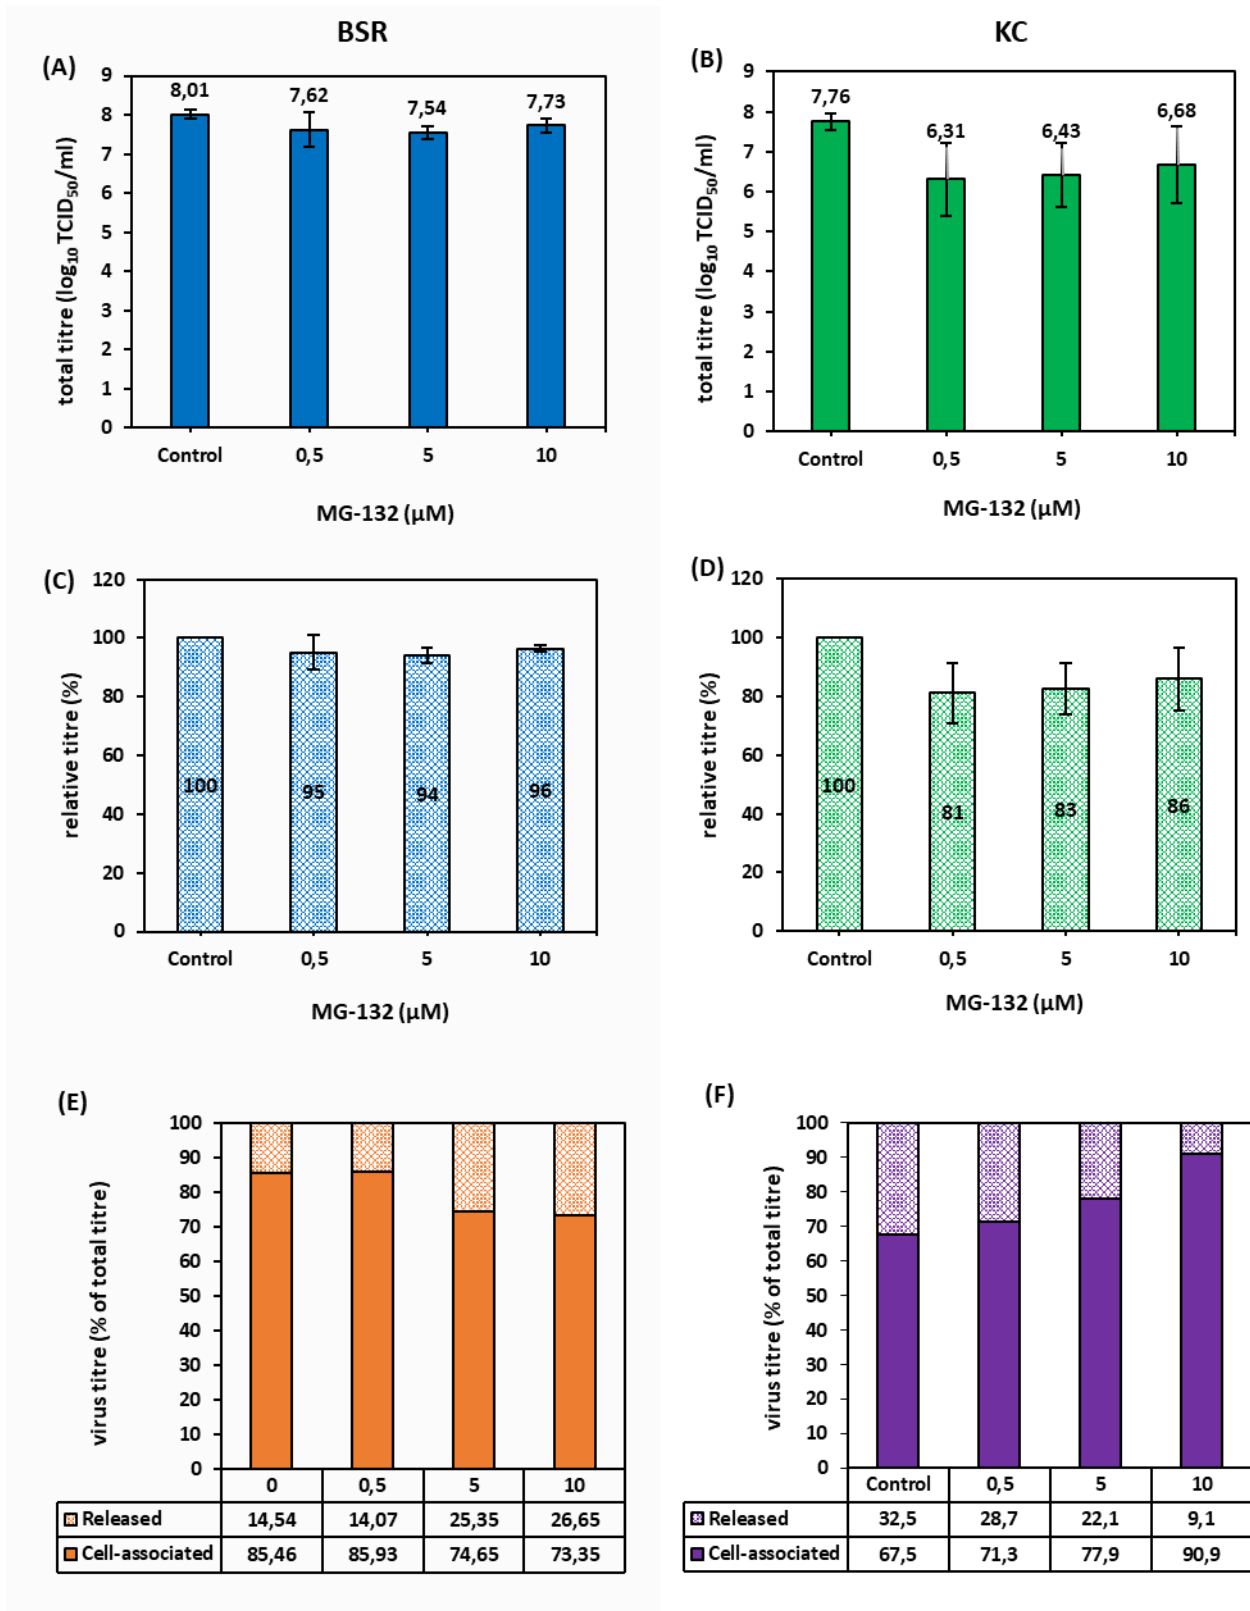 BSR
KC
(A)
total titre (log10 TCID50/ml)
9
8
7
6
5
4
3
2
1
0
8,01
7,62
7,54
7,73
Control 0,5 5 10
MG-132 (µM)
(B)
total titre (log10 TCID50/ml)
9
8
7
6
5
4
3
2
1
0
7,76
6,31
6,43
6,68
Control 0,5 5 10
MG-132 (µM)
(C)
relative titre (%)
120
100
80
60
40
20
0
100
95
94
96
Control 0,5 5 10
MG-132 (µM)
(D)
relative titre (%)
120
100
80
60
40
20
0
100
81
83
86
Control 0,5 5 10
MG-132 (µM)
(E)
virus titre (% of total titre)
100
90
80
70
60
50
40
30
20
10
0
0 0,5 5 10
Released 14,54 14,07 25,35 26,65
Cell-associated 85,46 85,93 74,65 73,35
(F)
virus titre (% of total titre)
100
90
80
70
60
50
40
30
20
10
0
Control 0,5 5 10
Released 32,5 28,7 22,1 9,1
Cell-associated 67,5 71,3 77,9 90,9